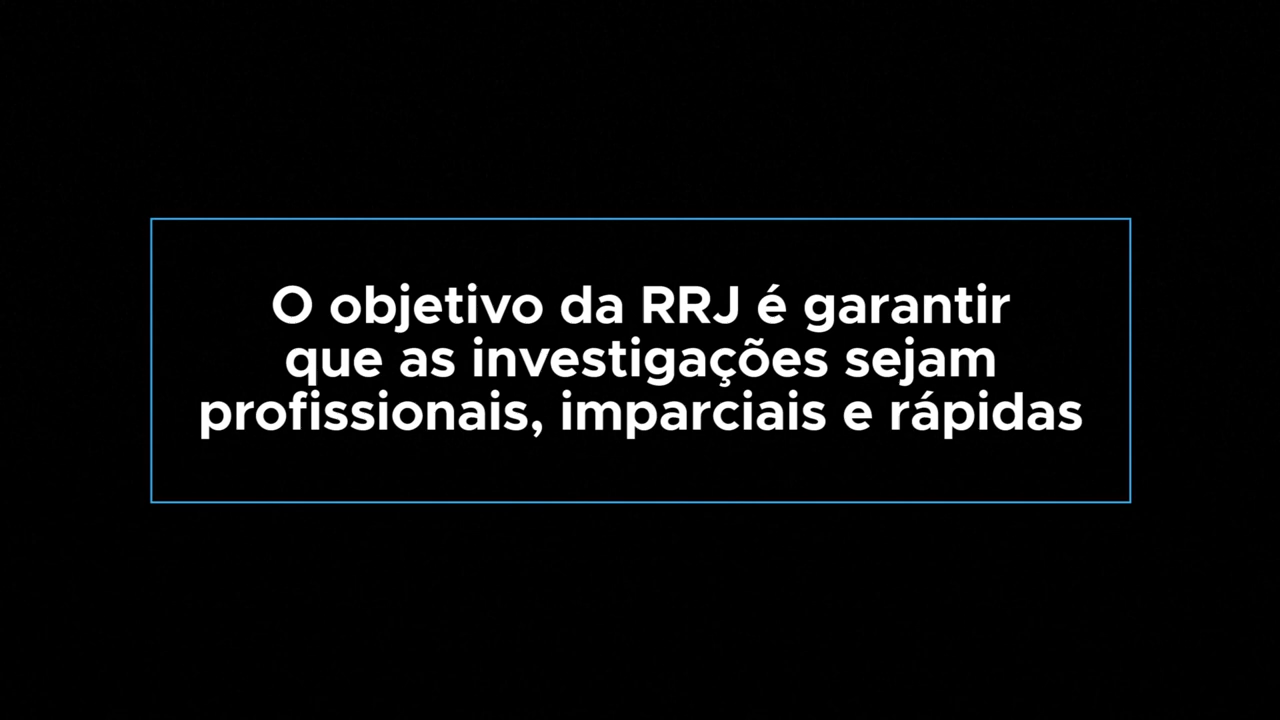 O objetivo da RRJ é garantir
que as investigações sejam
profissionais, imparciais e rápidas